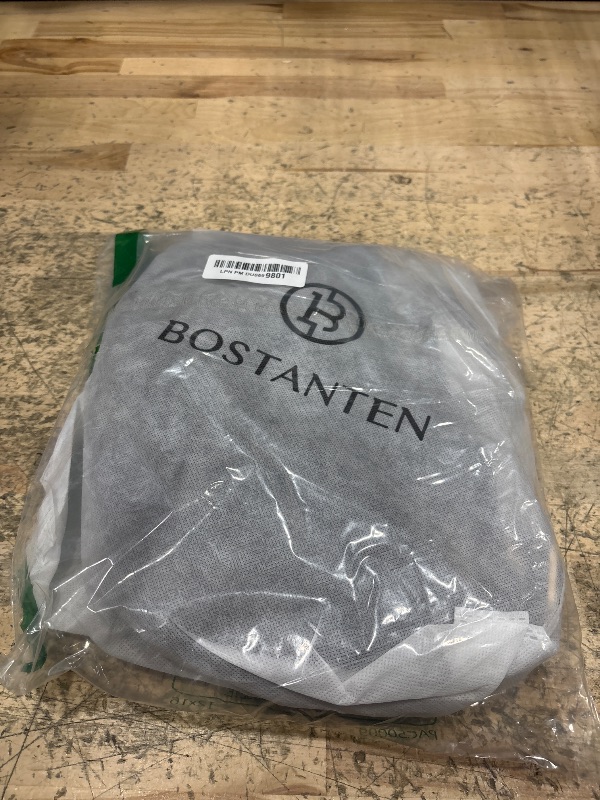 LPN PM
9801
B
BOSTANTEN